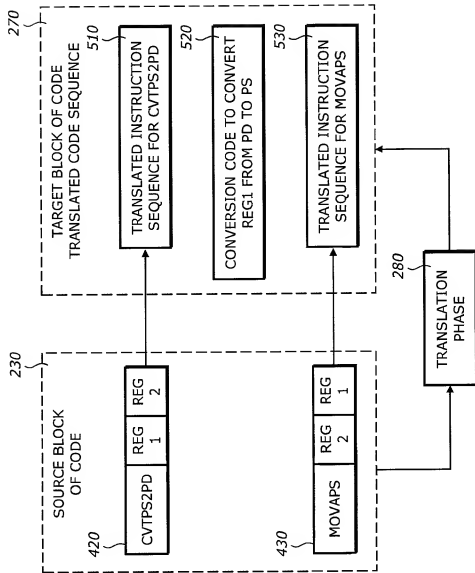 230
SOURCE BLOCK
OF CODE
420
CVTPS2PD
REG
1
REG
2
430
MOVAPS
REG
2
REG
1
270
TARGET BLOCK OF CODE
TRANSLATED CODE SEQUENCE
510
TRANSLATED INSTRUCTION
SEQUENCE FOR CVTPS2PD
520
CONVERSION CODE TO CONVERT
REG1 FROM PD TO PS
530
TRANSLATED INSTRUCTION
SEQUENCE FOR MOVAPS
280
TRANSLATION
PHASE